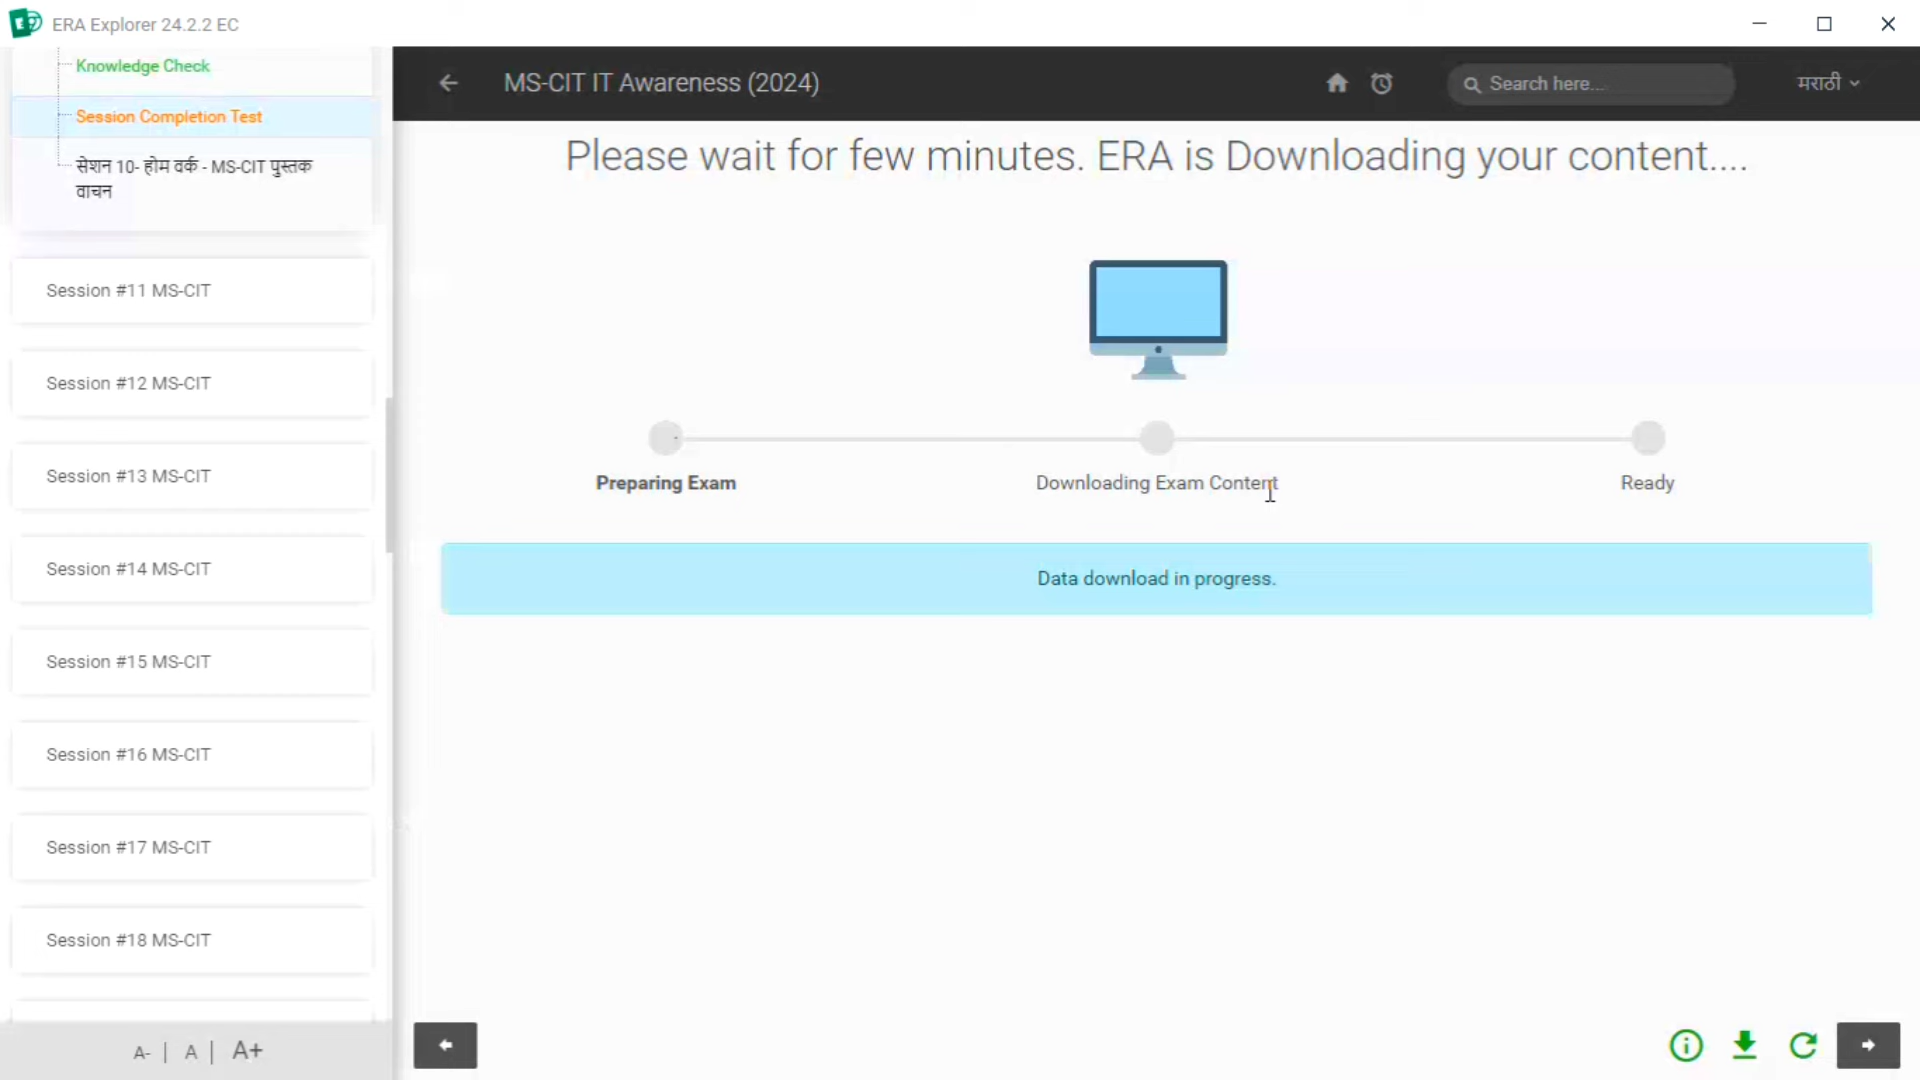 ERA Explorer 24.2.2 EC
Knowledge Check
Session Completion Test
सेशन 10- होम वर्क - MS-CIT पुस्तक
वाचन
Session #11 MS-CIT
Session #12 MS-CIT
Session #13 MS-CIT
Session #14 MS-CIT
Session #15 MS-CIT
Session #16 MS-CIT
Session #17 MS-CIT
Session #18 MS-CIT
A- | A | A+
MS-CIT IT Awareness (2024)
Search here...
मराठी
Please wait for few minutes. ERA is Downloading your content....
Preparing Exam
Downloading Exam Content
Ready
Data download in progress.